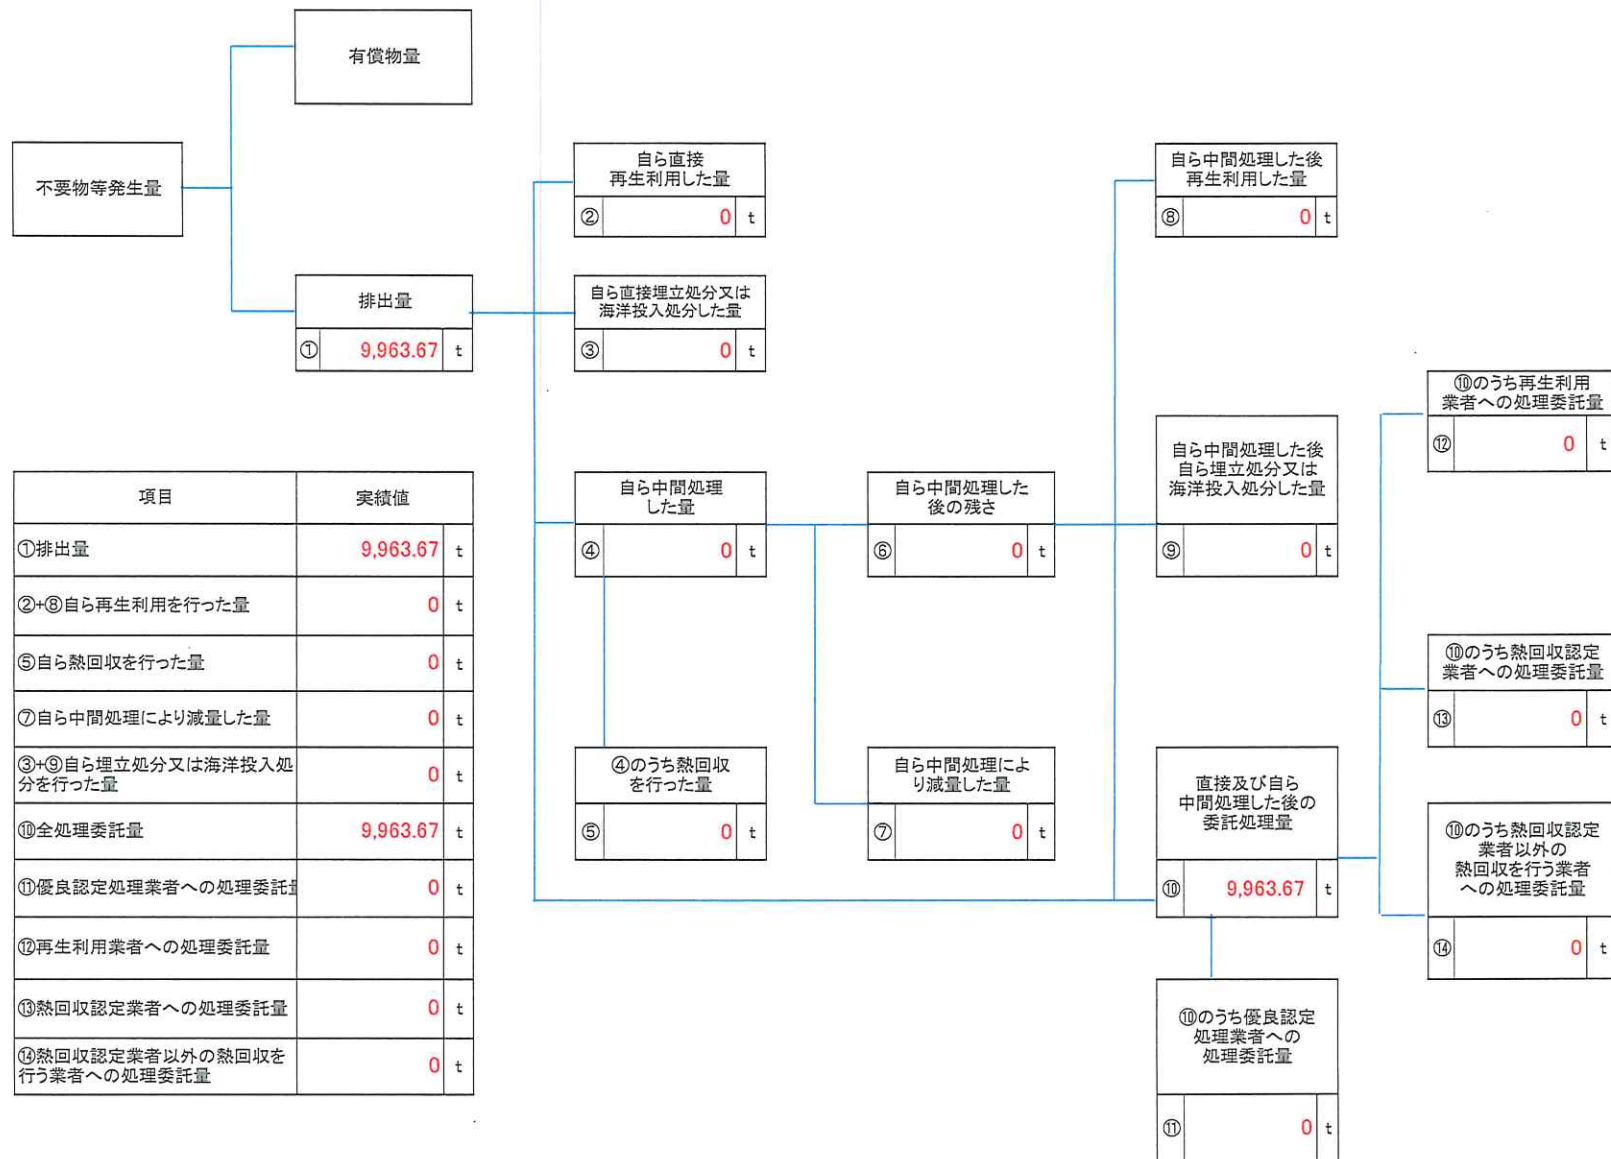 有償物量
不要物等発生量
排出量
① 9,963.67 t
自ら直接
再生利用した量
② 0 t
自ら直接埋立処分又は
海洋投入処分した量
③ 0 t
自ら中間処理
した量
④ 0 t
④のうち熱回収
を行った量
⑤ 0 t
自ら中間処理した
後の残さ
⑥ 0 t
自ら中間処理によ
り減量した量
⑦ 0 t
自ら中間処理した後
再生利用した量
⑧ 0 t
自ら中間処理した後
自ら埋立処分又は
海洋投入処分した量
⑨ 0 t
直接及び自ら
中間処理した後の
委託処理量
⑩ 9,963.67 t
⑩のうち優良認定
処理業者への
処理委託量
⑪ 0 t
⑩のうち再生利用
業者への処理委託量
⑫ 0 t
⑩のうち熱回収認定
業者への処理委託量
⑬ 0 t
⑩のうち熱回収認定
業者以外の
熱回収を行う業者
への処理委託量
⑭ 0 t
項目 実績値
①排出量 9,963.67 t
②+⑧自ら再生利用を行った量 0 t
⑤自ら熱回収を行った量 0 t
⑦自ら中間処理により減量した量 0 t
③+⑨自ら埋立処分又は海洋投入処
分を行った量 0 t
⑩全処理委託量 9,963.67 t
⑪優良認定処理業者への処理委託量 0 t
⑫再生利用業者への処理委託量 0 t
⑬熱回収認定業者への処理委託量 0 t
⑭熱回収認定業者以外の熱回収を
行う業者への処理委託量 0 t